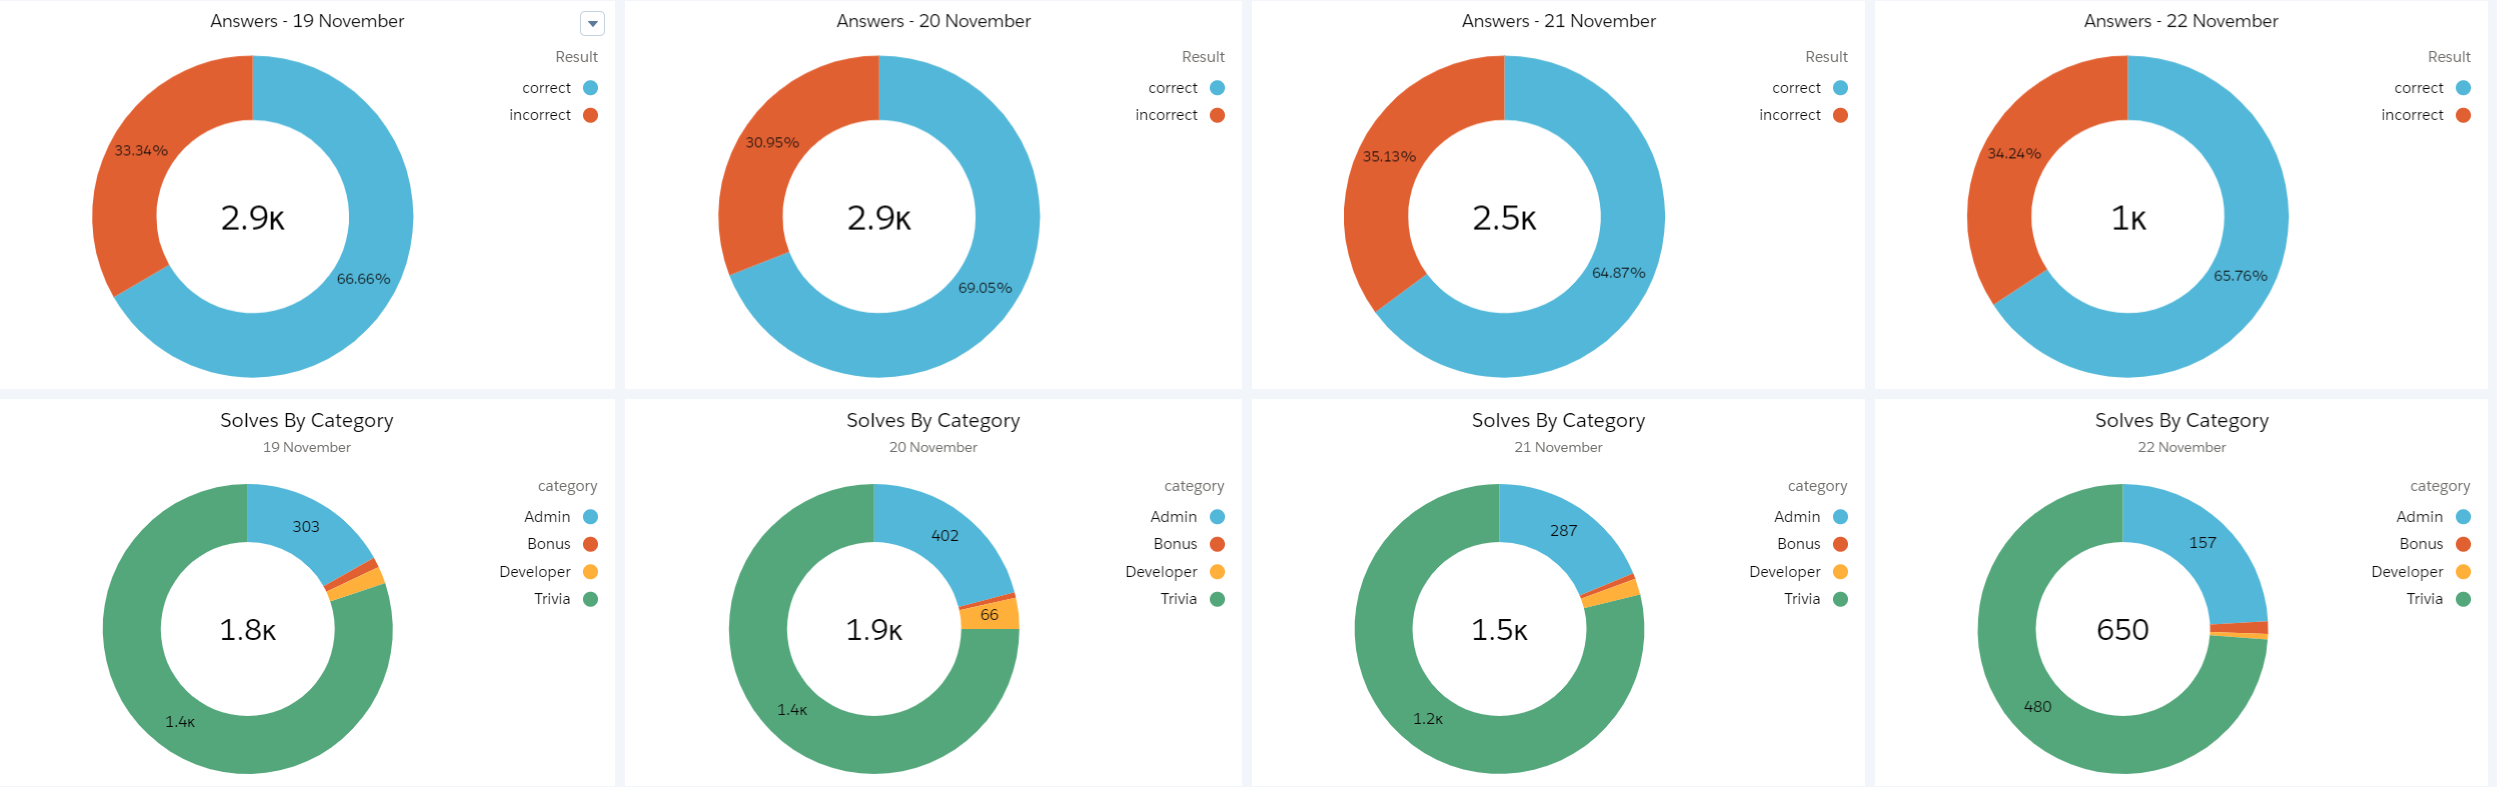 Answers - 19 November
Result
correct
incorrect
33.34%
2.9K
66.66%
Answers - 20 November
Result
correct
incorrect
30.95%
2.9K
69.05%
Answers - 21 November
Result
correct
incorrect
35.13%
2.5K
64.87%
Answers - 22 November
Result
correct
incorrect
34.24%
1K
65.76%
Solves By Category
19 November
category
Admin
Bonus
Developer
Trivia
303
1.8K
1.4K
Solves By Category
20 November
category
Admin
Bonus
Developer
Trivia
402
66
1.9K
1.4K
Solves By Category
21 November
category
Admin
Bonus
Developer
Trivia
287
1.5K
1.2K
Solves By Category
22 November
category
Admin
Bonus
Developer
Trivia
157
650
480